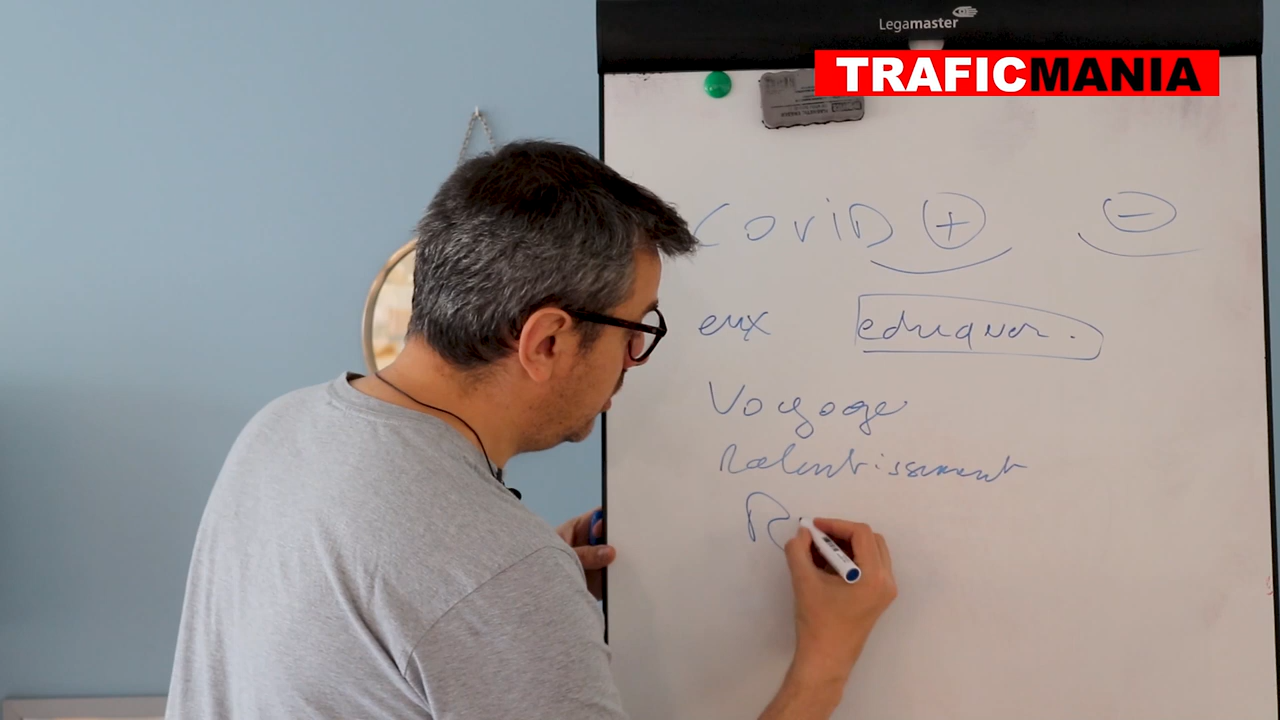 Legamaster
TRAFICMANIA
COVID + -
eux
Voyage
Ralentissement
R